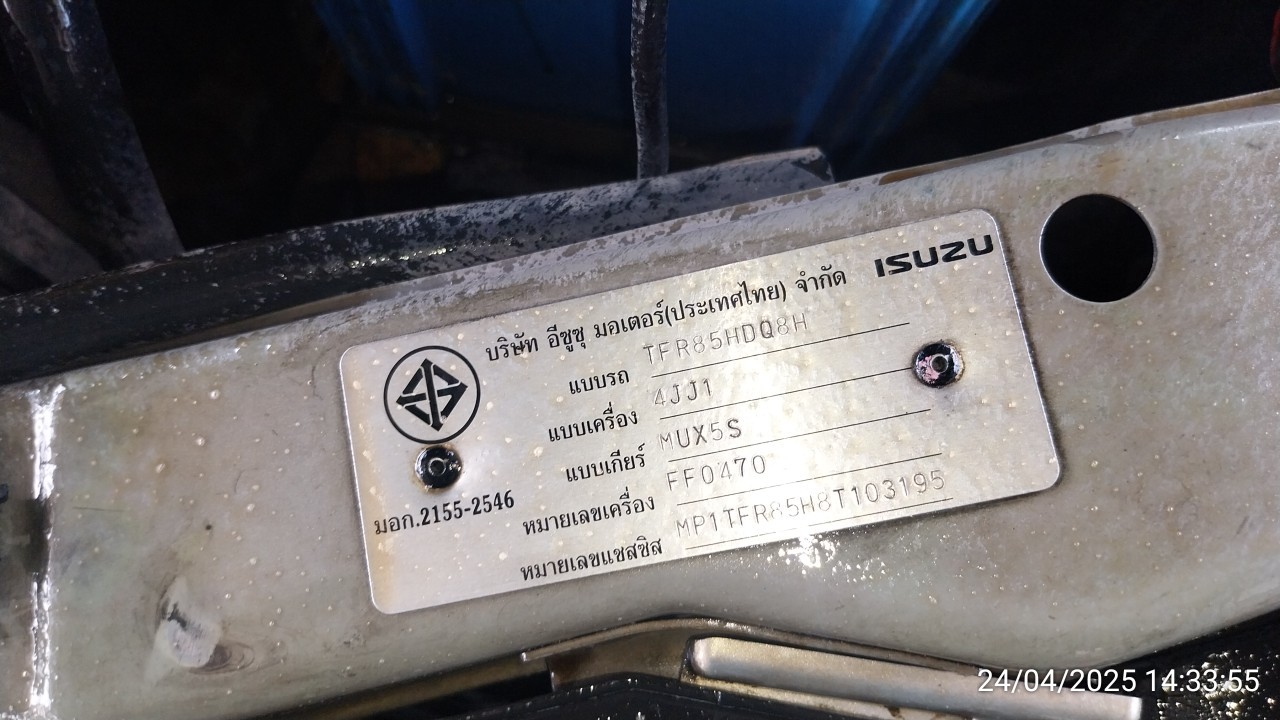 ISUZU
บริษัท อีซูซุ มอเตอร์(ประเทศไทย) จำกัด
แบบรถ TFR85HDQ8H
แบบเครื่อง 4JJ1
แบบเกียร์ MUX5S
หมายเลขเครื่อง FF0470
หมายเลขแชสซิส MP1TFR85H8T103195
มอก.2155-2546
24/04/2025 14:33:55